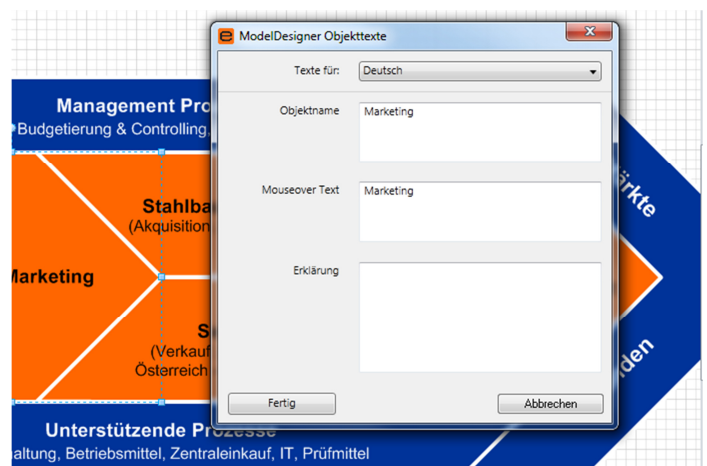 ModelDesigner Objekttexte
Texte für:
Deutsch
Objektname
Marketing
Mouseover Text
Marketing
Erklärung
Fertig
Abbrechen
Management Pro
Budgetierung & Controlling,
Stahlba
(Akquisition
Marketing
S
(Verkauf
Österreich
ärkte
den
Unterstützende Prozesse
altung, Betriebsmittel, Zentraleinkauf, IT, Prüfmittel